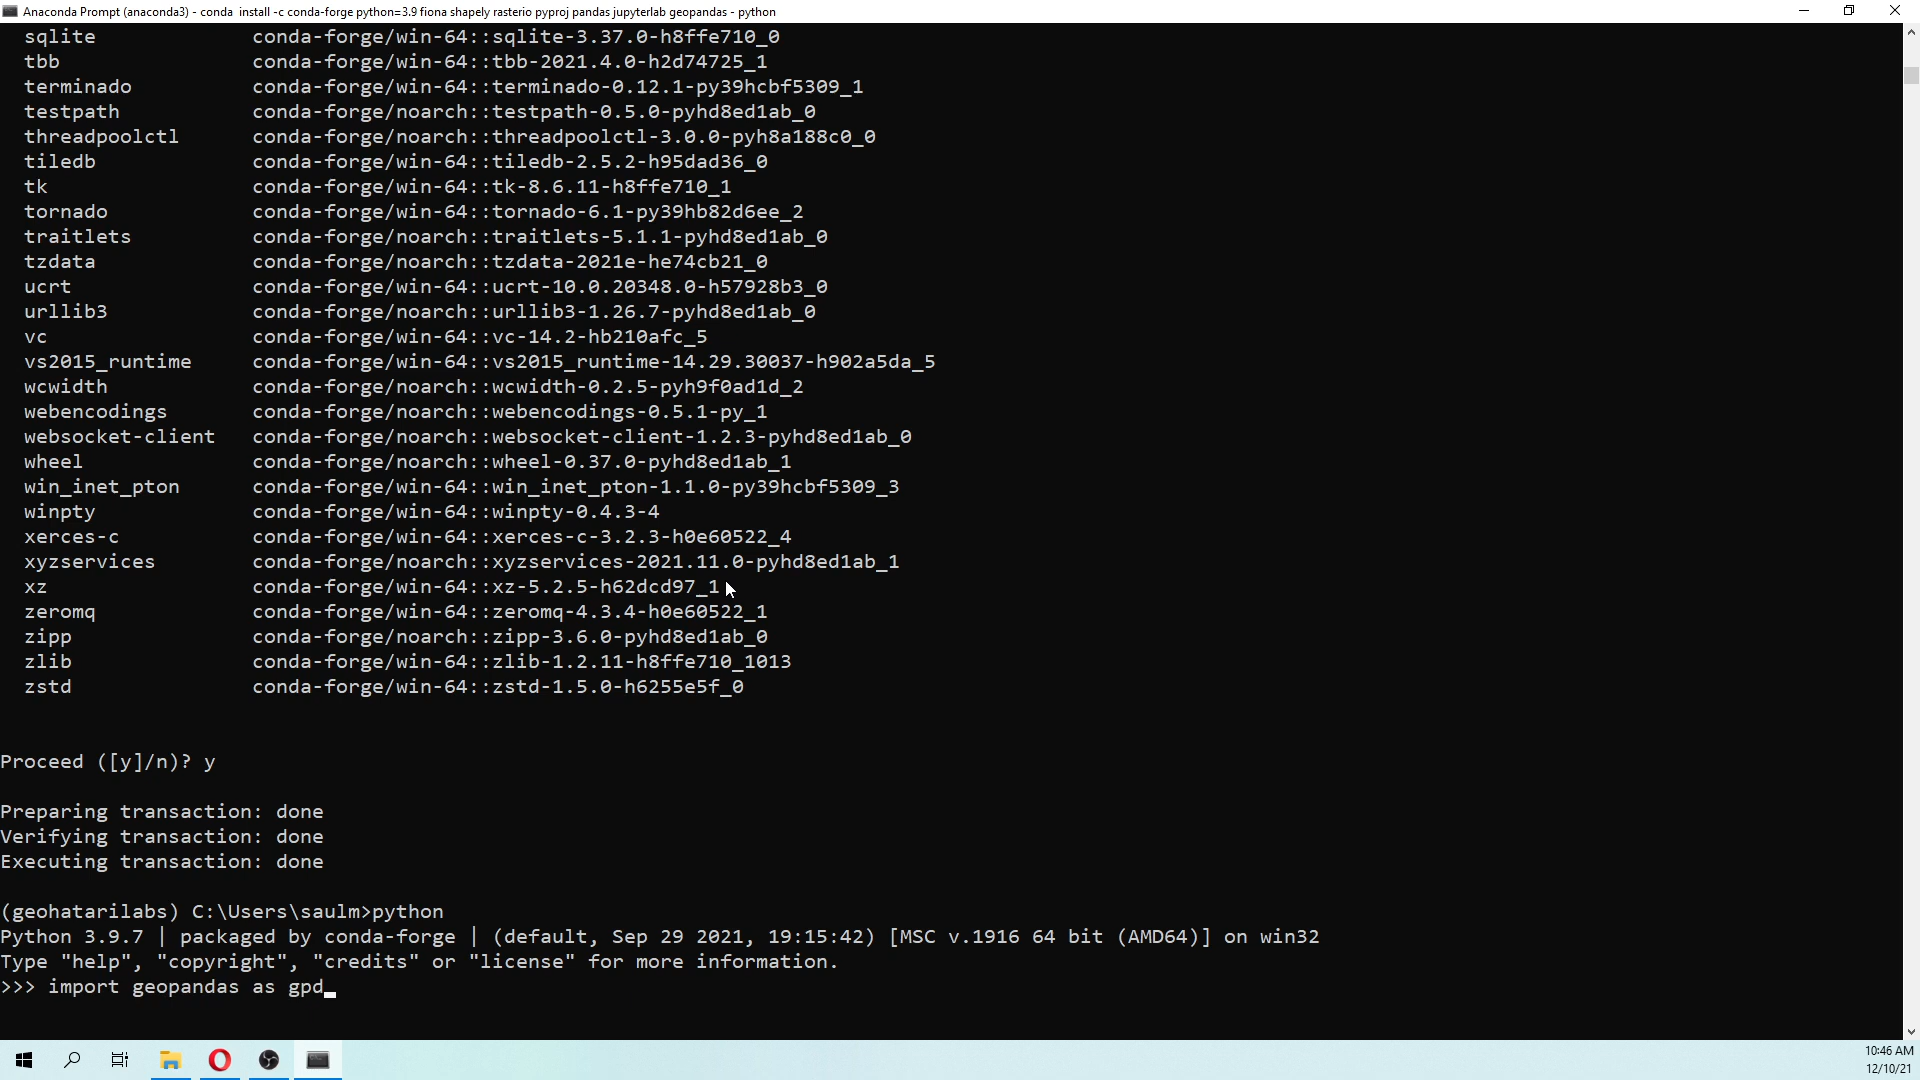 Anaconda Prompt (anaconda3) - conda  install -c conda-forge python=3.9 fiona shapely rasterio pyproj pandas jupyterlab geopandas - python
sqlite             conda-forge/win-64::sqlite-3.37.0-h8ffe710_0
tbb                conda-forge/win-64::tbb-2021.4.0-h2d74725_1
terminado          conda-forge/win-64::terminado-0.12.1-py39hcbf5309_1
testpath           conda-forge/noarch::testpath-0.5.0-pyhd8ed1ab_0
threadpoolctl      conda-forge/noarch::threadpoolctl-3.0.0-pyh8a188c0_0
tiledb             conda-forge/win-64::tiledb-2.5.2-h95dad36_0
tk                 conda-forge/win-64::tk-8.6.11-h8ffe710_1
tornado            conda-forge/win-64::tornado-6.1-py39hb82d6ee_2
traitlets          conda-forge/noarch::traitlets-5.1.1-pyhd8ed1ab_0
tzdata             conda-forge/noarch::tzdata-2021e-he74cb21_0
ucrt               conda-forge/win-64::ucrt-10.0.20348.0-h57928b3_0
urllib3            conda-forge/noarch::urllib3-1.26.7-pyhd8ed1ab_0
vc                 conda-forge/win-64::vc-14.2-hb210afc_5
vs2015_runtime     conda-forge/win-64::vs2015_runtime-14.29.30037-h902a5da_5
wcwidth            conda-forge/noarch::wcwidth-0.2.5-pyh9f0ad1d_2
webencodings       conda-forge/noarch::webencodings-0.5.1-py_1
websocket-client   conda-forge/noarch::websocket-client-1.2.3-pyhd8ed1ab_0
wheel              conda-forge/noarch::wheel-0.37.0-pyhd8ed1ab_1
win_inet_pton      conda-forge/win-64::win_inet_pton-1.1.0-py39hcbf5309_3
winpty             conda-forge/win-64::winpty-0.4.3-4
xerces-c           conda-forge/win-64::xerces-c-3.2.3-h0e60522_4
xyzservices        conda-forge/noarch::xyzservices-2021.11.0-pyhd8ed1ab_1
xz                 conda-forge/win-64::xz-5.2.5-h62dcd97_1
zeromq             conda-forge/win-64::zeromq-4.3.4-h0e60522_1
zipp               conda-forge/noarch::zipp-3.6.0-pyhd8ed1ab_0
zlib               conda-forge/win-64::zlib-1.2.11-h8ffe710_1013
zstd               conda-forge/win-64::zstd-1.5.0-h6255e5f_0
Proceed ([y]/n)? y
Preparing transaction: done
Verifying transaction: done
Executing transaction: done
(geohatarilabs) C:\Users\saulm>python
Python 3.9.7 | packaged by conda-forge | (default, Sep 29 2021, 19:15:42) [MSC v.1916 64 bit (AMD64)] on win32
Type "help", "copyright", "credits" or "license" for more information.
>>> import geopandas as gpd
10:46 AM
12/10/21